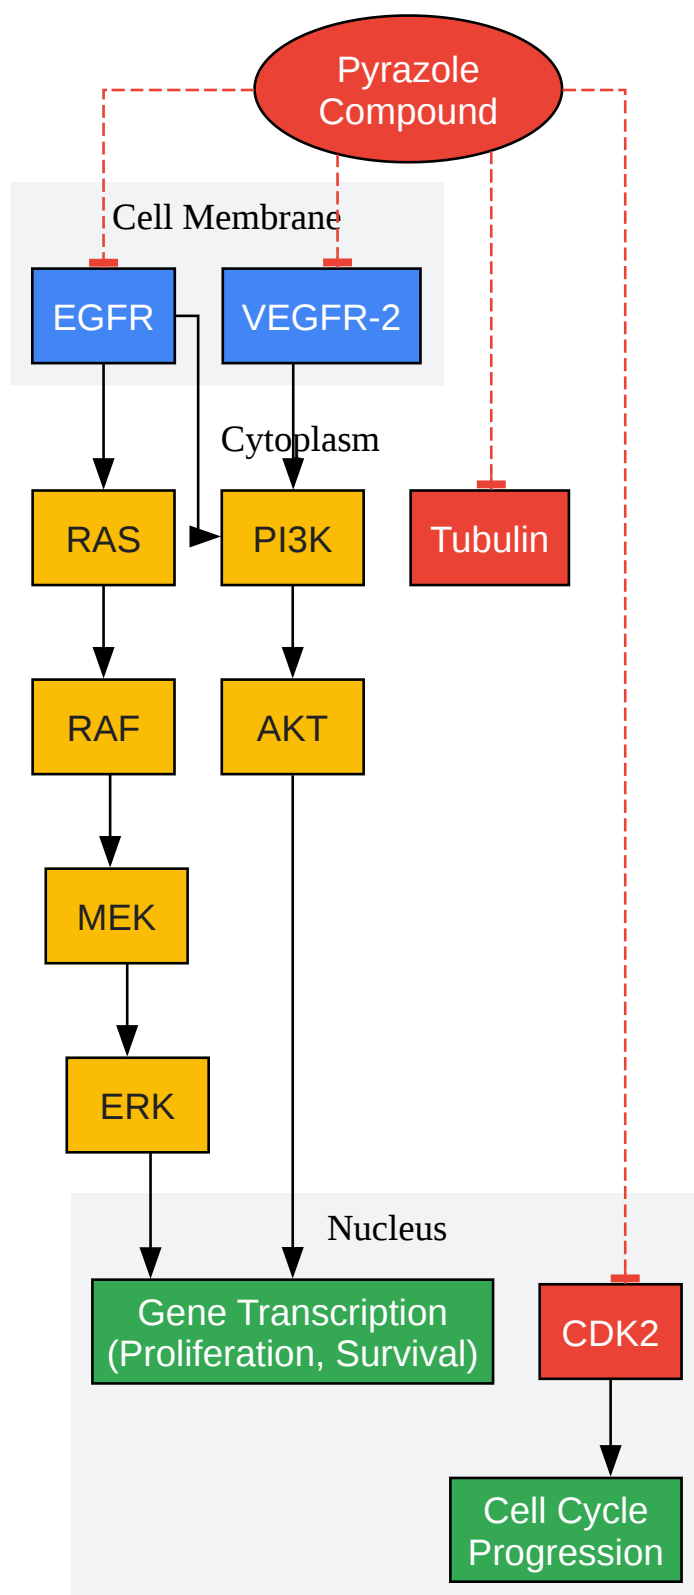 Pyrazole
Compound
Cell Membrane
EGFR
VEGFR-2
Cytoplasm
RAS
PI3K
Tubulin
RAF
AKT
MEK
ERK
Nucleus
Gene Transcription
(Proliferation, Survival)
CDK2
Cell Cycle
Progression